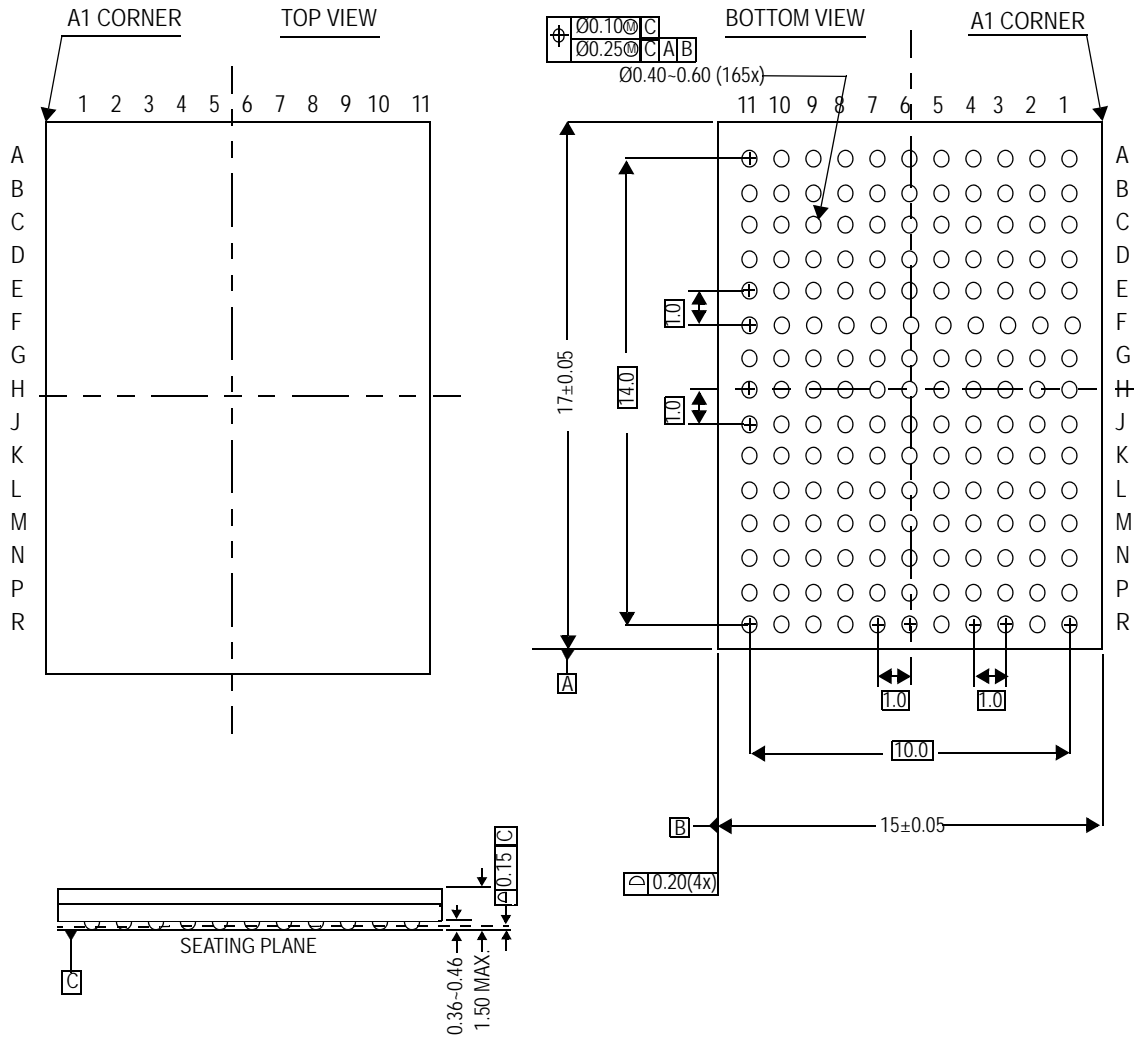 A1 CORNER
TOP VIEW
1 2 3 4 5 6 7 8 9 10 11
A
B
C
D
E
F
G
H
J
K
L
M
N
P
R
Ø0.10Ⓜ C
Ø0.25Ⓜ C A B
Ø0.40~0.60 (165x)
BOTTOM VIEW
A1 CORNER
11 10 9 8 7 6 5 4 3 2 1
A
B
C
D
E
F
G
H
J
K
L
M
N
P
R
1.0
1.0
17±0.05
14.0
A
1.0
1.0
10.0
B
15±0.05
0.20(4x)
0.15 C
SEATING PLANE
C
0.36~0.46
1.50 MAX.